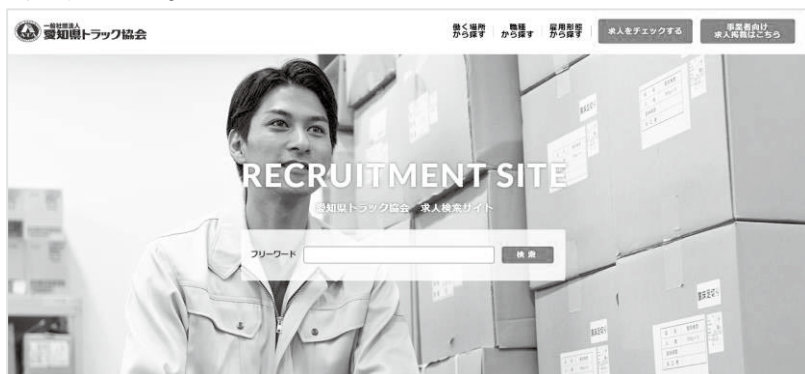 一般社団法人
愛知県トラック協会
働く場所
から探す
職種
から探す
雇用形態
から探す
求人をチェックする
事業者向け
求人掲載はこちら
RECRUITMENT SITE
愛知県トラック協会 求人検索サイト
フリーワード
検索